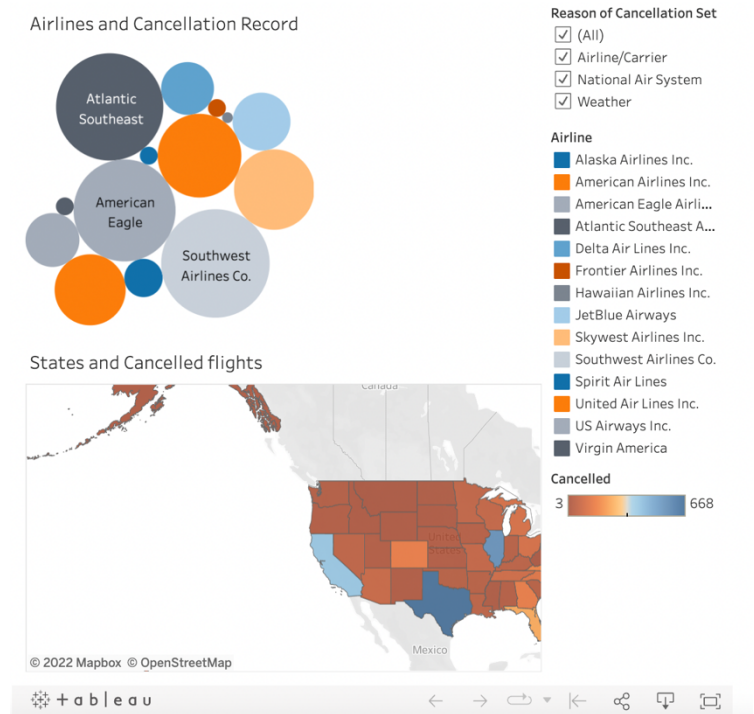 Airlines and Cancellation Record
Reason of Cancellation Set
(All)
Airline/Carrier
National Air System
Weather
Atlantic
Southeast
American
Eagle
Southwest
Airlines Co.
Airline
Alaska Airlines Inc.
American Airlines Inc.
American Eagle Airli...
Atlantic Southeast A...
Delta Air Lines Inc.
Frontier Airlines Inc.
Hawaiian Airlines Inc.
JetBlue Airways
Skywest Airlines Inc.
Southwest Airlines Co.
Spirit Air Lines
United Air Lines Inc.
US Airways Inc.
Virgin America
Cancelled
3 668
States and Cancelled flights
Canada
United
States
Mexico
© 2022 Mapbox © OpenStreetMap
+ a b | e a u